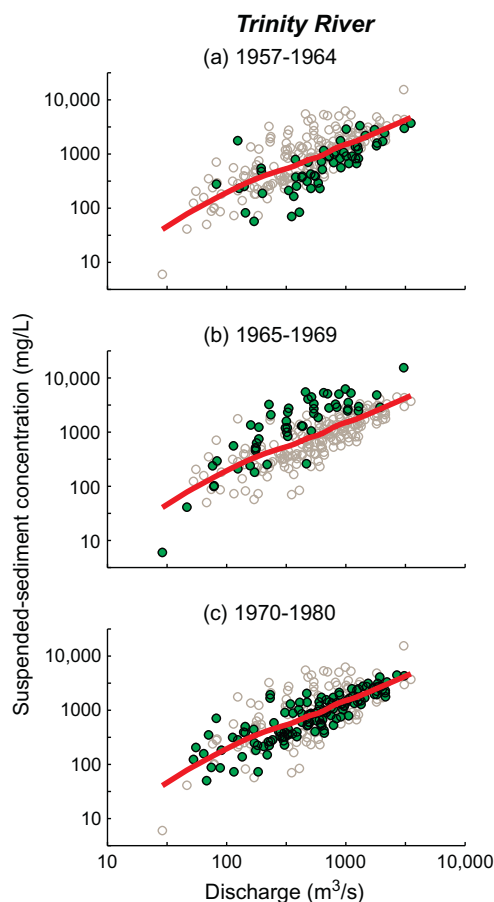 Trinity River
(a) 1957-1964
10,000
1000
100
10
(b) 1965-1969
10,000
1000
100
10
Suspended-sediment concentration (mg/L)
(c) 1970-1980
10,000
1000
100
10
10 100 1000 10,000
Discharge (m³/s)